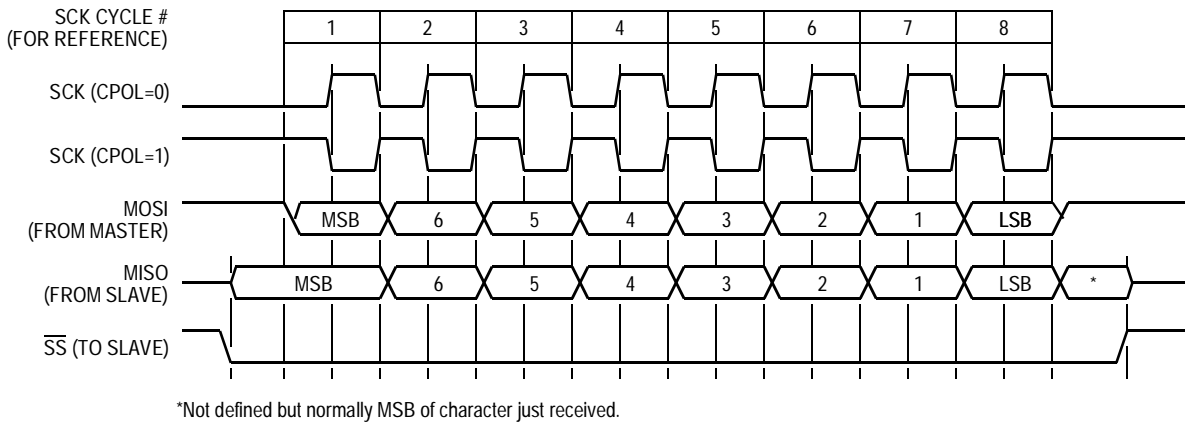 SCK CYCLE #
(FOR REFERENCE)
1 2 3 4 5 6 7 8
SCK (CPOL=0)
SCK (CPOL=1)
MOSI
(FROM MASTER)
MSB 6 5 4 3 2 1 LSB
MISO
(FROM SLAVE)
MSB 6 5 4 3 2 1 LSB *
SS (TO SLAVE)
*Not defined but normally MSB of character just received.